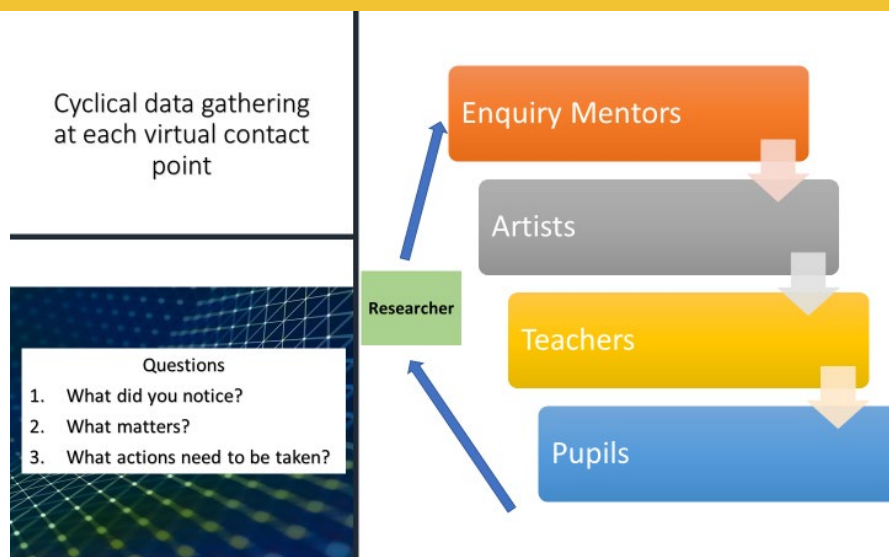 Cyclical data gathering
at each virtual contact
point
Questions
1. What did you notice?
2. What matters?
3. What actions need to be taken?
Researcher
Enquiry Mentors
Artists
Teachers
Pupils